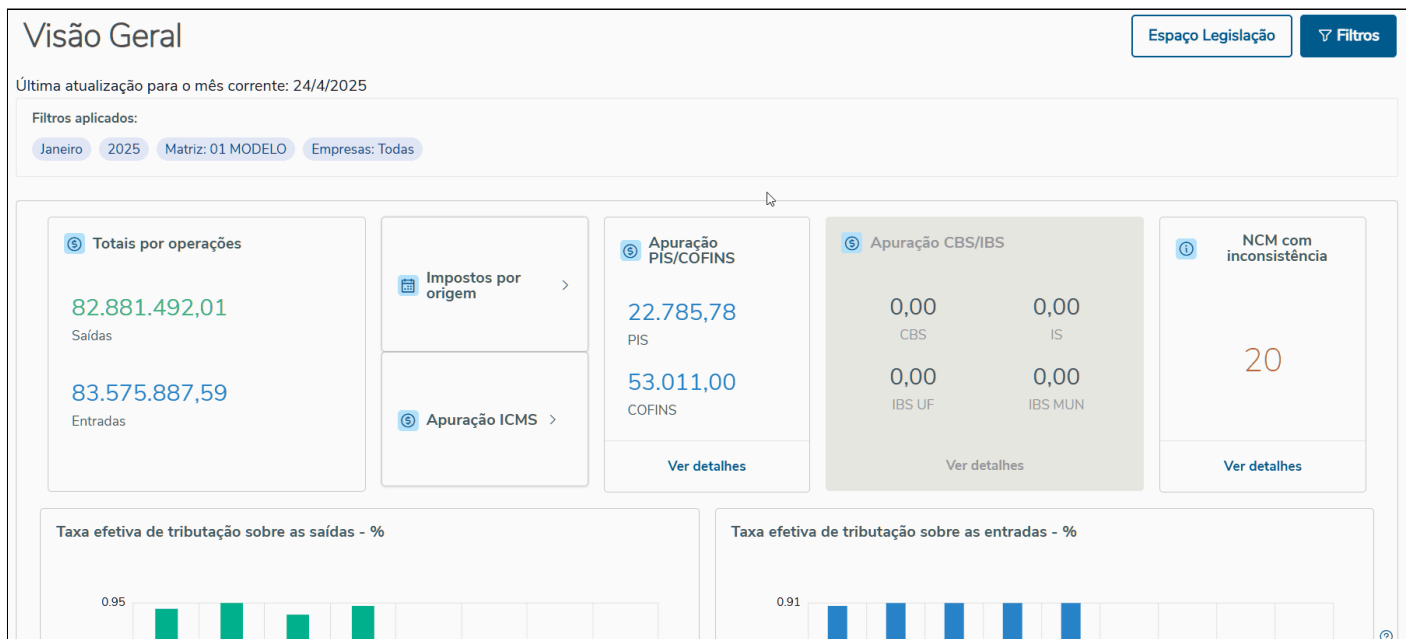 Visão Geral
Espaço Legislação
Filtros
Última atualização para o mês corrente: 24/4/2025
Filtros aplicados:
Janeiro
2025
Matriz: 01 MODELO
Empresas: Todas
Totais por operações
82.881.492,01
Saídas
83.575.887,59
Entradas
Impostos por
origem
Apuração ICMS
Apuração
PIS/COFINS
22.785,78
PIS
53.011,00
COFINS
Ver detalhes
Apuração CBS/IBS
0,00
CBS
0,00
IS
0,00
IBS UF
0,00
IBS MUN
Ver detalhes
NCM com
inconsistência
20
Ver detalhes
Taxa efetiva de tributação sobre as saídas - %
0.95
Taxa efetiva de tributação sobre as entradas - %
0.91